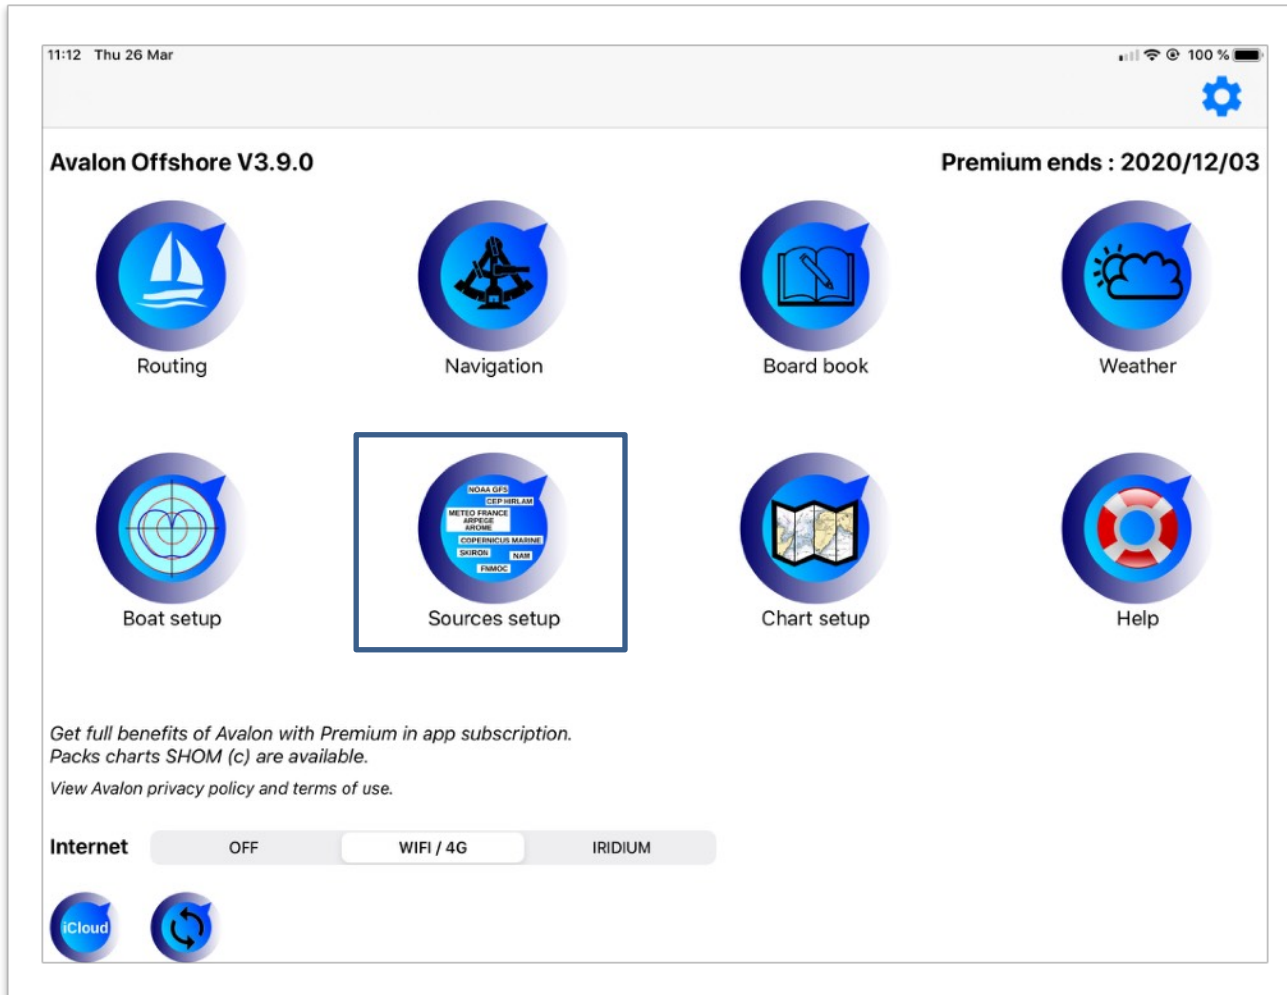 11:12 Thu 26 Mar
100 %
Avalon Offshore V3.9.0
Premium ends : 2020/12/03
Routing
Navigation
Board book
Weather
NOAA GFS
CEP HIRLAM
METEO FRANCE
ARPEGE
AROME
COPERNICUS MARINE
SKIRON
NAM
FNMOC
Boat setup
Sources setup
Chart setup
Help
Get full benefits of Avalon with Premium in app subscription.
Packs charts SHOM (c) are available.
View Avalon privacy policy and terms of use.
Internet OFF WIFI / 4G IRIDIUM
iCloud